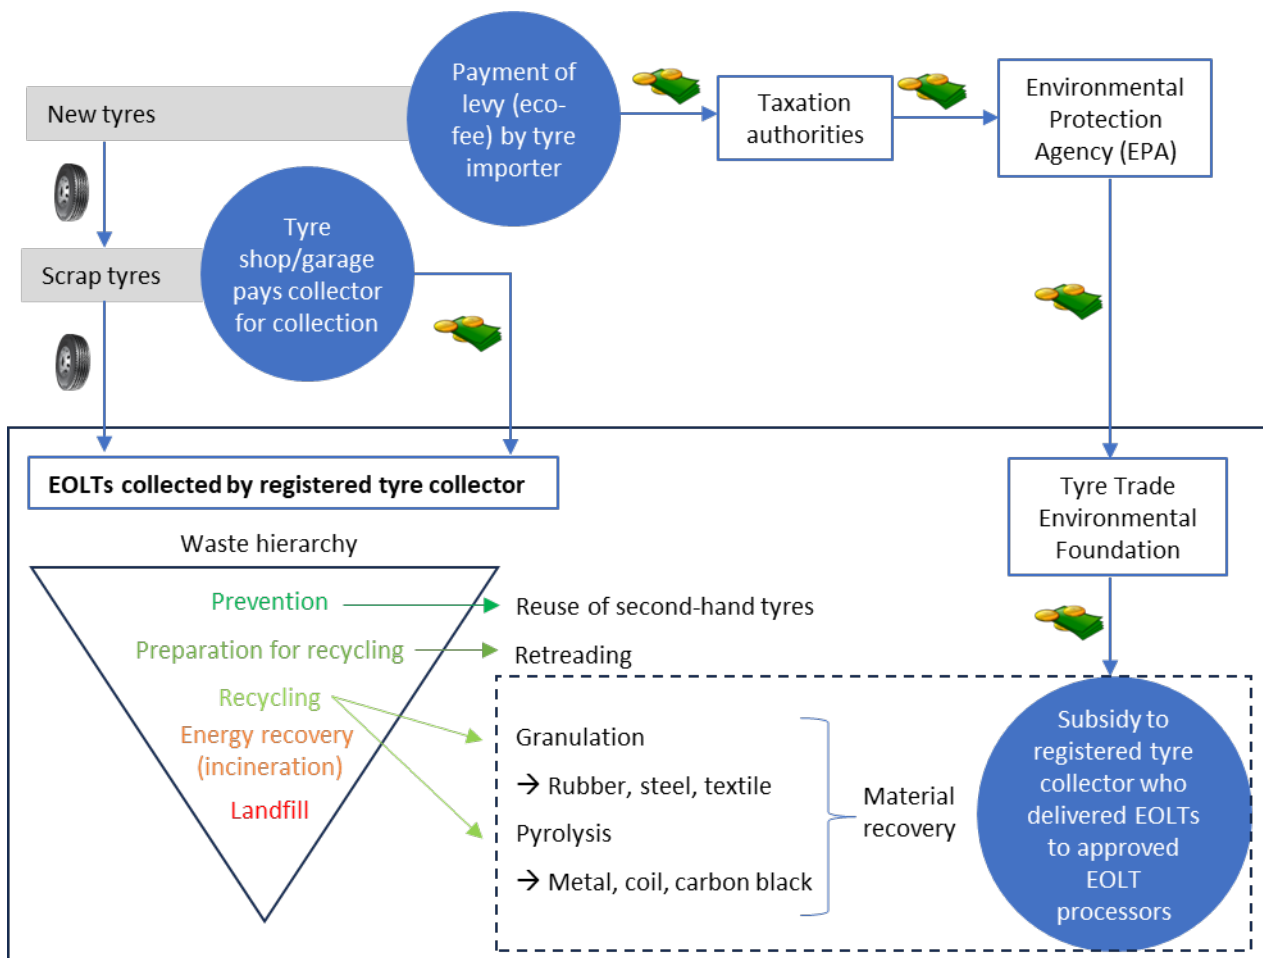 New tyres
Payment of
levy (eco-
fee) by tyre
importer
Taxation
authorities
Environmental
Protection
Agency (EPA)
Scrap tyres
Tyre
shop/garage
pays collector
for collection
EOLTs collected by registered tyre collector
Tyre Trade
Environmental
Foundation
Waste hierarchy
Prevention
Reuse of second-hand tyres
Preparation for recycling
Retreading
Recycling
Energy recovery
(incineration)
Landfill
Granulation
→ Rubber, steel, textile
Pyrolysis
→ Metal, coil, carbon black
Material
recovery
Subsidy to
registered tyre
collector who
delivered EOLTs
to approved
EOLT
processors